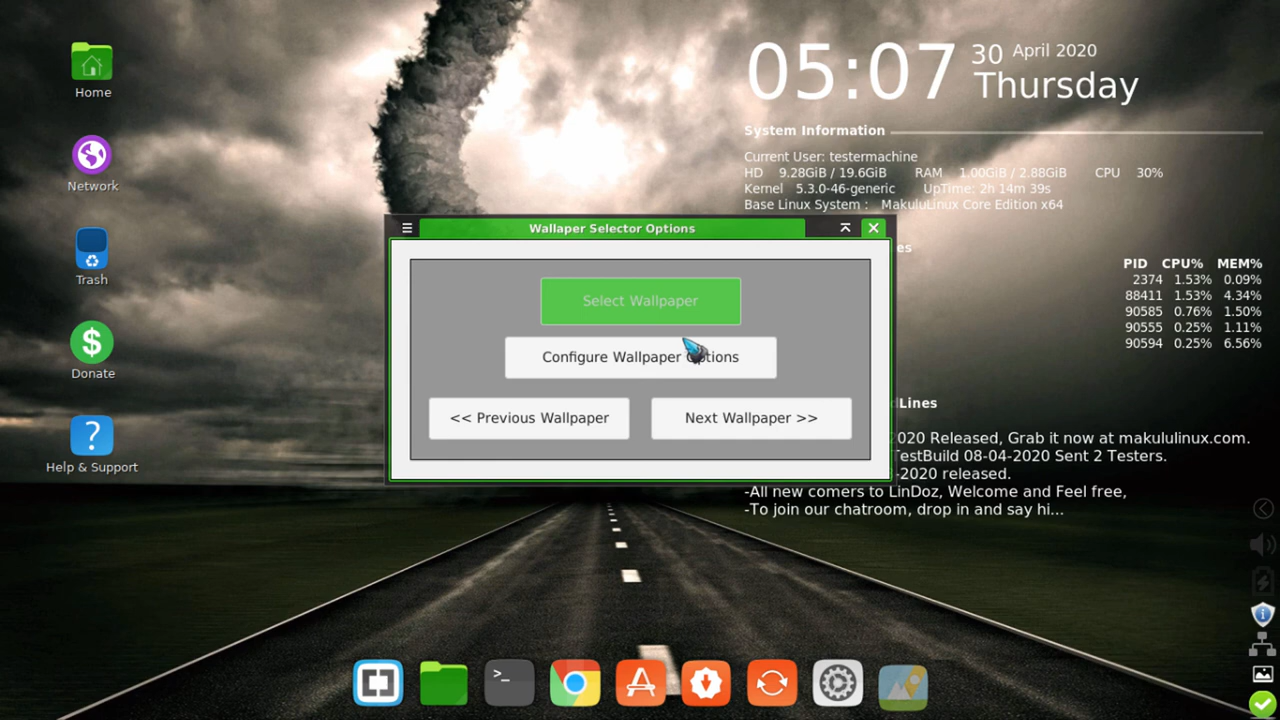 05:07 30 April 2020
Thursday
Home
System Information
Current User: testermachine
HD 9.28GiB / 19.6GiB RAM 1.00GiB / 2.88GiB CPU 30%
Network
Kernel 5.3.0-46-generic UpTime: 2h 14m 39s
Base Linux System : MakuluLinux Core Edition x64
Wallaper Selector Options
es
Trash
PID CPU% MEM%
2374 1.53% 0.09%
88411 1.53% 4.34%
90585 0.76% 1.50%
90555 0.25% 1.11%
90594 0.25% 6.56%
Select Wallpaper
Configure Wallpaper Options
Donate
<< Previous Wallpaper
Next Wallpaper >>
dLines
020 Released, Grab it now at makululinux.com.
TestBuild 08-04-2020 Sent 2 Testers.
Help & Support
-2020 released.
-All new comers to LinDoz, Welcome and Feel free,
-To join our chatroom, drop in and say hi...